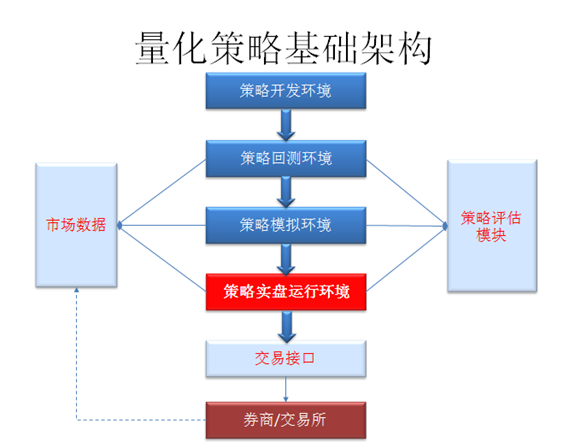 量化策略基础架构
策略开发环境
策略回测环境
市场数据
策略模拟环境
策略评估
模块
策略实盘运行环境
交易接口
券商/交易所